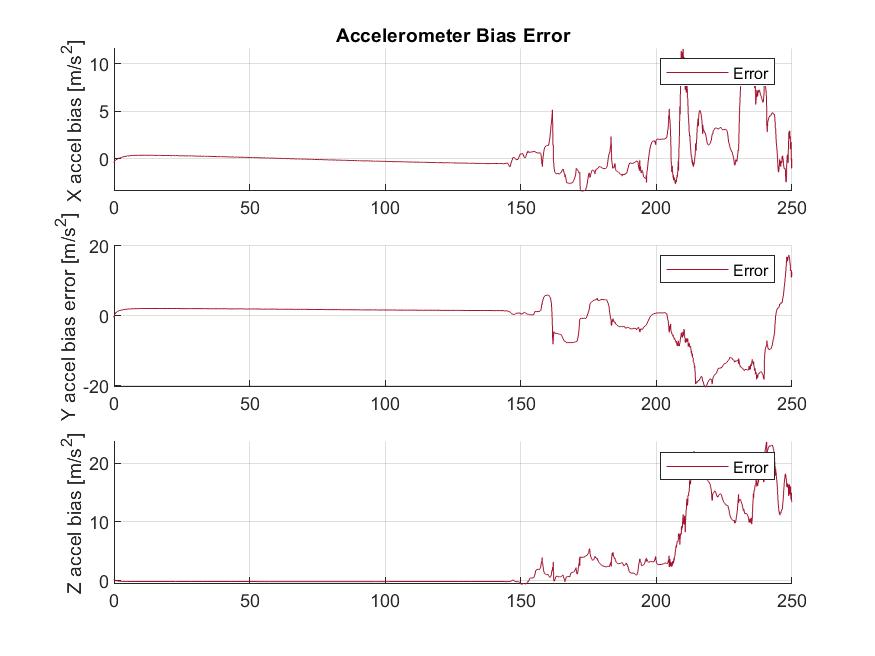 Accelerometer Bias Error
X accel bias [m/s²]
10
5
0
Error
0 50 100 150 200 250
Y accel bias error [m/s²]
20
0
-20
Error
0 50 100 150 200 250
Z accel bias [m/s²]
20
10
0
Error
0 50 100 150 200 250